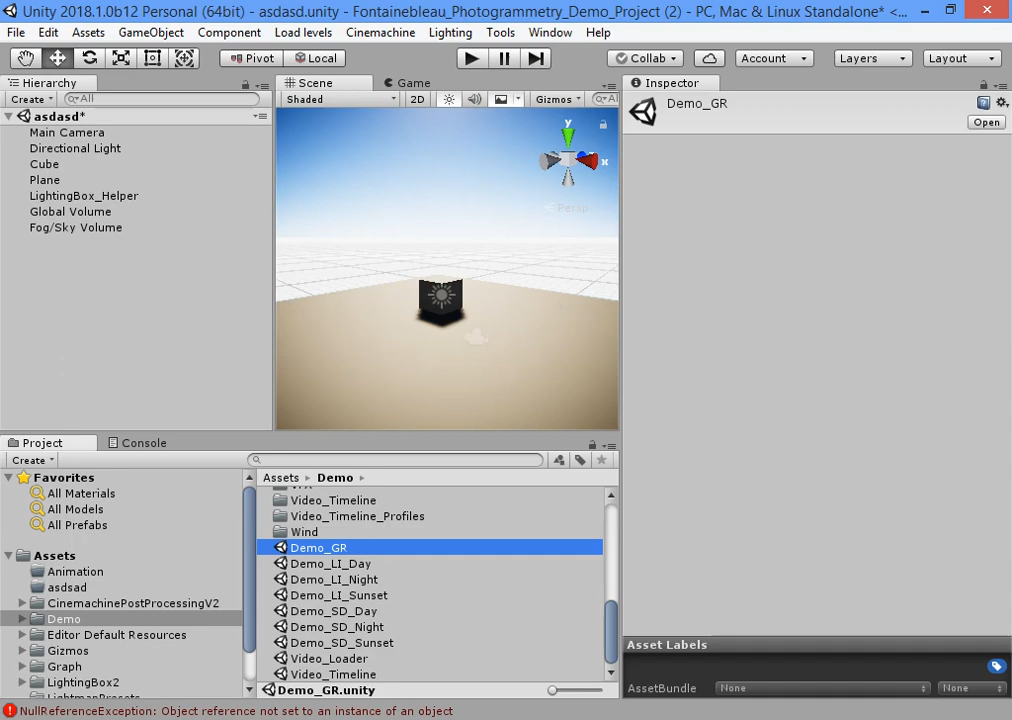 Unity 2018.1.0b12 Personal (64bit) - asdasd.unity - Fontainebleau_Photogrammetry_Demo_Project (2) - PC, Mac & Linux Standalone* <...
File Edit Assets GameObject Component Load levels Cinemachine Lighting Tools Window Help
Pivot Local Collab Account Layers Layout
Hierarchy
Create All
asdasd*
Main Camera
Directional Light
Cube
Plane
LightingBox_Helper
Global Volume
Fog/Sky Volume
Scene Game
Shaded 2D Gizmos All
y
x
Persp
Inspector
Demo_GR
Open
Project Console
Create
Favorites
All Materials
All Models
All Prefabs
Assets
Animation
asdsad
CinemachinePostProcessingV2
Demo
Editor Default Resources
Gizmos
Graph
LightingBox2
LightmapPresets
Assets Demo
Video_Timeline
Video_Timeline_Profiles
Wind
Demo_GR
Demo_LI_Day
Demo_LI_Night
Demo_LI_Sunset
Demo_SD_Day
Demo_SD_Night
Demo_SD_Sunset
Video_Loader
Video_Timeline
Demo_GR.unity
Asset Labels
AssetBundle None None
NullReferenceException: Object reference not set to an instance of an object